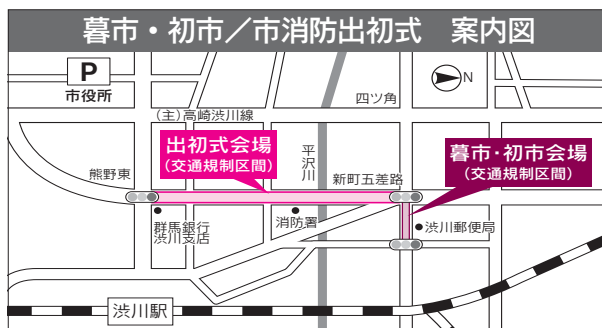 暮市・初市／市消防出初式　案内図
P
市役所
N
四ツ角
(主)高崎渋川線
出初式会場
(交通規制区間)
平沢川
暮市・初市会場
(交通規制区間)
熊野東
新町五差路
群馬銀行
渋川支店
消防署
渋川郵便局
渋川駅